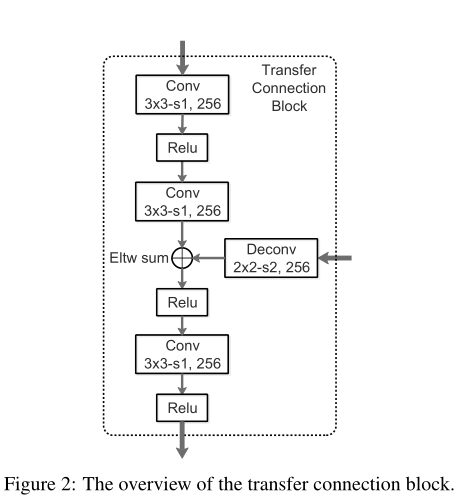 Transfer
Connection
Block
Conv
3x3-s1, 256
Relu
Conv
3x3-s1, 256
Eltw sum
Deconv
2x2-s2, 256
Relu
Conv
3x3-s1, 256
Relu
Figure 2: The overview of the transfer connection block.